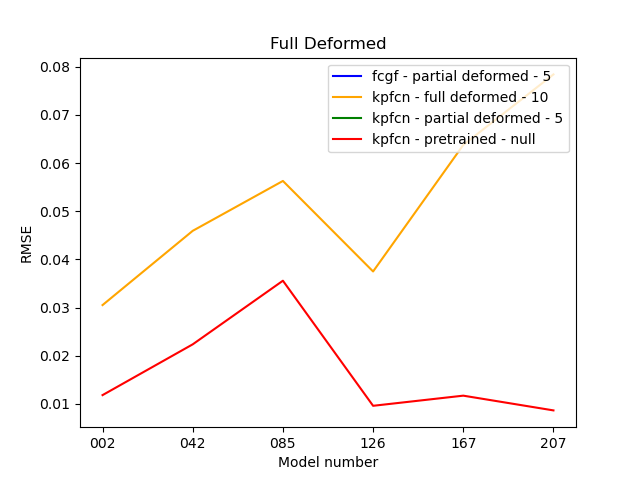 Full Deformed
fcgf - partial deformed - 5
kpfcn - full deformed - 10
kpfcn - partial deformed - 5
kpfcn - pretrained - null
0.08
0.07
0.06
0.05
0.04
0.03
0.02
0.01
RMSE
002 042 085 126 167 207
Model number